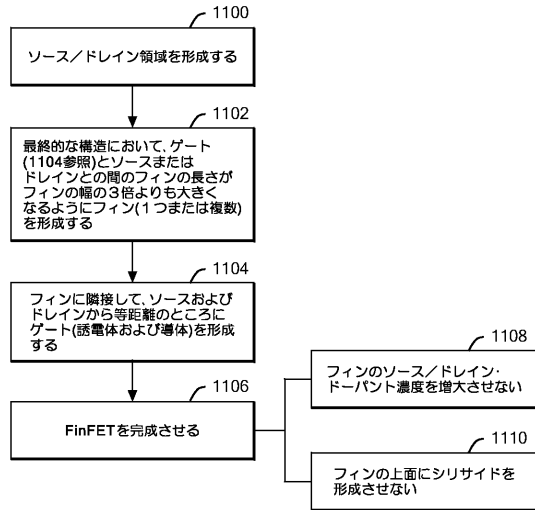 1100
ソース／ドレイン領域を形成する
1102
最終的な構造において、ゲート
(1104参照)とソースまたは
ドレインとの間のフィンの長さが
フィンの幅の３倍よりも大きく
なるようにフィン(１つまたは複数)
を形成する
1104
フィンに隣接して、ソースおよび
ドレインから等距離のところに
ゲート(誘電体および導体)を形成
する
1106
FinFETを完成させる
1108
フィンのソース／ドレイン・
ドーパント濃度を増大させない
1110
フィンの上面にシリサイドを
形成させない